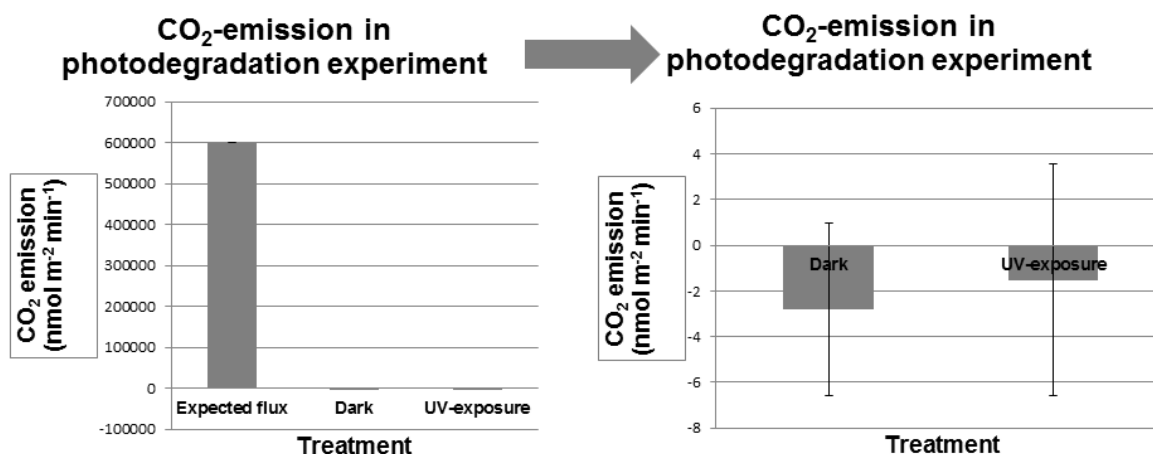 CO₂-emission in
photodegradation experiment
700000
600000
500000
400000
300000
200000
100000
0
-100000
CO₂ emission
(nmol m⁻² min⁻¹)
Expected flux Dark UV-exposure
Treatment
CO₂-emission in
photodegradation experiment
6
4
2
0
-2
-4
-6
-8
CO₂ emission
(nmol m⁻² min⁻¹)
Dark UV-exposure
Treatment